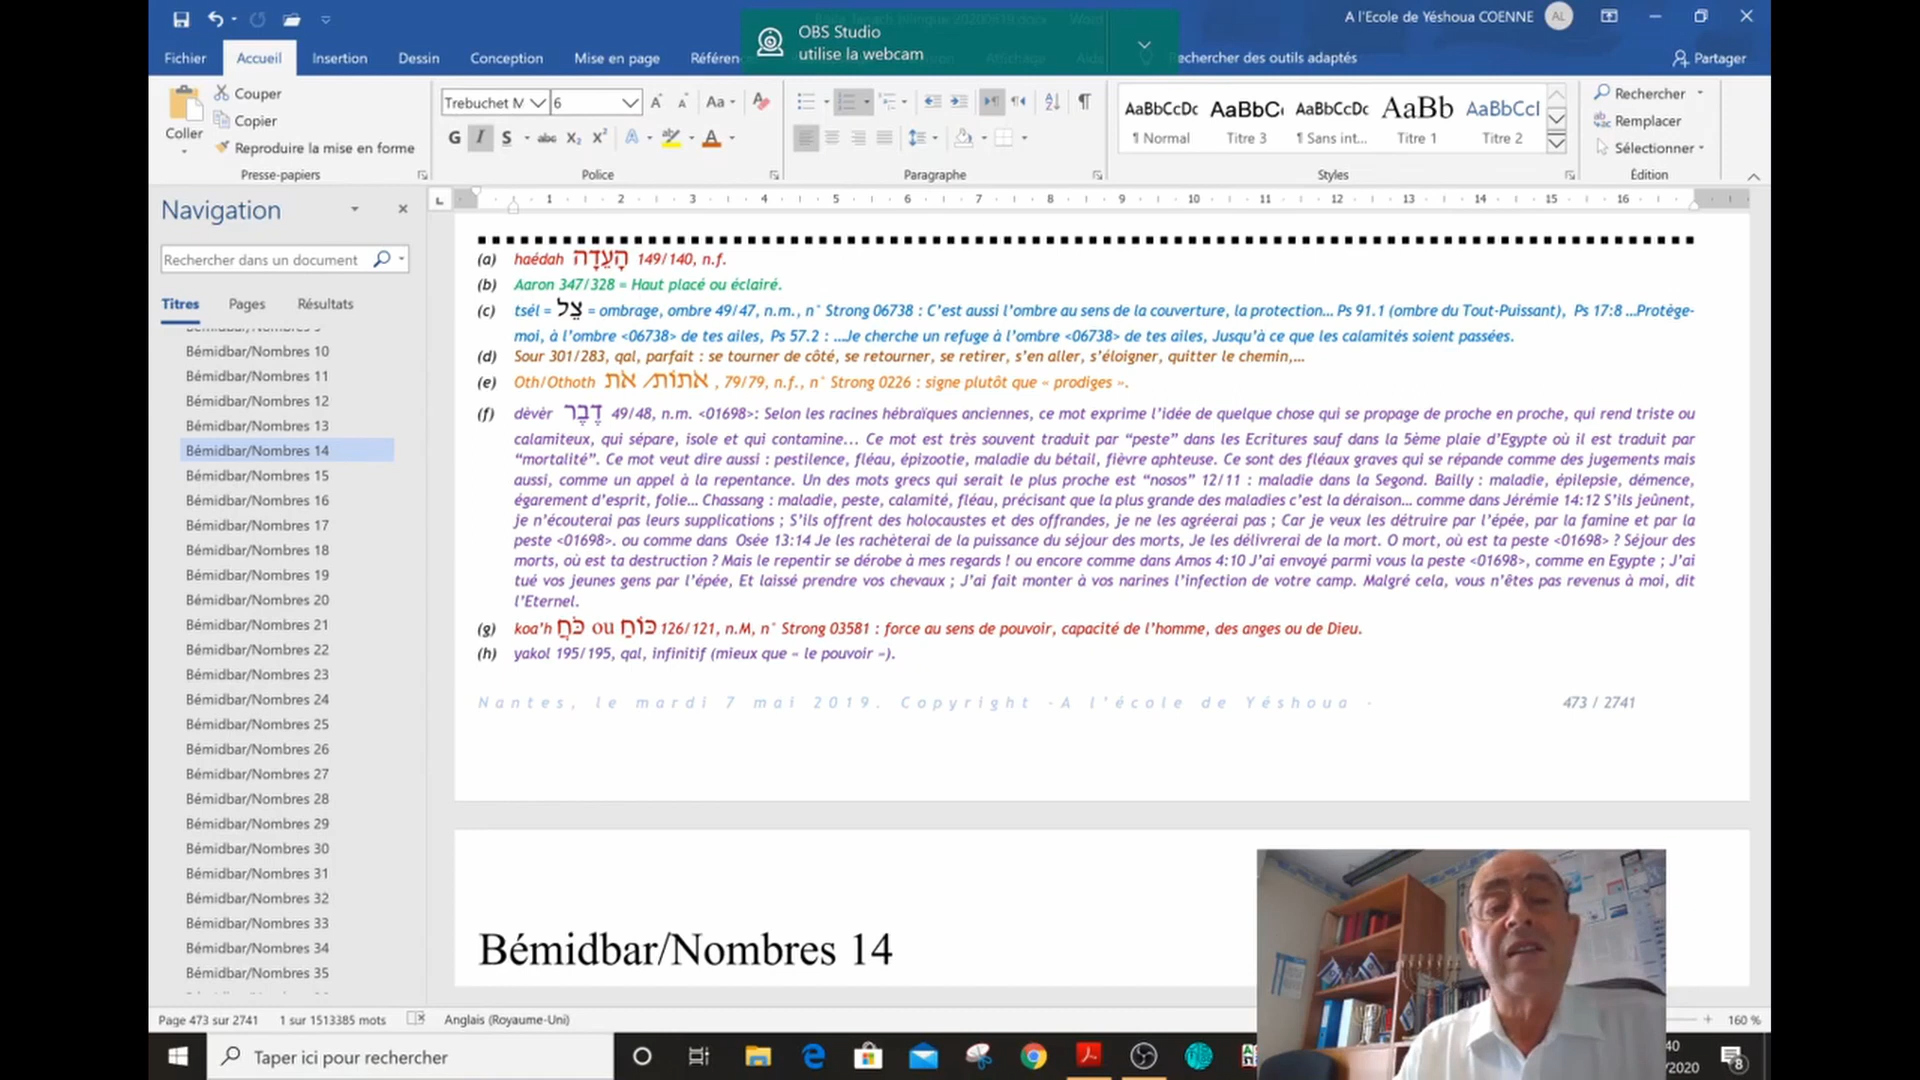 A l'Ecole de Yéshoua COENNE AL
OBS Studio
utilise la webcam
Fichier Accueil Insertion Dessin Conception Mise en page Référen Rechercher des outils adaptés Partager
Coller
Couper
Copier
Reproduire la mise en forme
Presse-papiers
Trebuchet M 6
G I S abc X₂ X² A A
Police
Paragraphe
AaBbCcDc AaBbC AaBbCcDc AaBb AaBbCcI
¶ Normal Titre 3 ¶ Sans int... Titre 1 Titre 2
Styles
Rechercher
Remplacer
Sélectionner
Édition
Navigation
Rechercher dans un document
Titres Pages Résultats
Bémidbar/Nombres 10
Bémidbar/Nombres 11
Bémidbar/Nombres 12
Bémidbar/Nombres 13
Bémidbar/Nombres 14
Bémidbar/Nombres 15
Bémidbar/Nombres 16
Bémidbar/Nombres 17
Bémidbar/Nombres 18
Bémidbar/Nombres 19
Bémidbar/Nombres 20
Bémidbar/Nombres 21
Bémidbar/Nombres 22
Bémidbar/Nombres 23
Bémidbar/Nombres 24
Bémidbar/Nombres 25
Bémidbar/Nombres 26
Bémidbar/Nombres 27
Bémidbar/Nombres 28
Bémidbar/Nombres 29
Bémidbar/Nombres 30
Bémidbar/Nombres 31
Bémidbar/Nombres 32
Bémidbar/Nombres 33
Bémidbar/Nombres 34
Bémidbar/Nombres 35
1 2 3 4 5 6 7 8 9 10 11 12 13 14 15 16
(a) haédah הָעֵדָה 149/140, n.f.
(b) Aaron 347/328 = Haut placé ou éclairé.
(c) tsél = צֵל = ombrage, ombre 49/47, n.m., n° Strong 06738 : C'est aussi l'ombre au sens de la couverture, la protection... Ps 91.1 (ombre du Tout-Puissant), Ps 17:8 ...Protège-
moi, à l'ombre <06738> de tes ailes, Ps 57.2 : ...Je cherche un refuge à l'ombre <06738> de tes ailes, Jusqu'à ce que les calamités soient passées.
(d) Sour 301/283, qal, parfait : se tourner de côté, se retourner, se retirer, s'en aller, s'éloigner, quitter le chemin,...
(e) Oth/Othoth אֹת /אֹתוֹת , 79/79, n.f., n° Strong 0226 : signe plutôt que « prodiges ».
(f) dèvèr דֶּבֶר 49/48, n.m. <01698>: Selon les racines hébraïques anciennes, ce mot exprime l'idée de quelque chose qui se propage de proche en proche, qui rend triste ou
calamiteux, qui sépare, isole et qui contamine... Ce mot est très souvent traduit par "peste" dans les Ecritures sauf dans la 5ème plaie d'Egypte où il est traduit par
"mortalité". Ce mot veut dire aussi : pestilence, fléau, épizootie, maladie du bétail, fièvre aphteuse. Ce sont des fléaux graves qui se répande comme des jugements mais
aussi, comme un appel à la repentance. Un des mots grecs qui serait le plus proche est "nosos" 12/11 : maladie dans la Segond. Bailly : maladie, épilepsie, démence,
égarement d'esprit, folie... Chassang : maladie, peste, calamité, fléau, précisant que la plus grande des maladies c'est la déraison... comme dans Jérémie 14:12 S'ils jeûnent,
je n'écouterai pas leurs supplications ; S'ils offrent des holocaustes et des offrandes, je ne les agréerai pas ; Car je veux les détruire par l'épée, par la famine et par la
peste <01698>. ou comme dans Osée 13:14 Je les rachèterai de la puissance du séjour des morts, Je les délivrerai de la mort. O mort, où est ta peste <01698> ? Séjour des
morts, où est ta destruction ? Mais le repentir se dérobe à mes regards ! ou encore comme dans Amos 4:10 J'ai envoyé parmi vous la peste <01698>, comme en Egypte ; J'ai
tué vos jeunes gens par l'épée, Et laissé prendre vos chevaux ; J'ai fait monter à vos narines l'infection de votre camp. Malgré cela, vous n'êtes pas revenus à moi, dit
l'Eternel.
(g) koa'h כֹּחַ ou כּוֹחַ 126/121, n.M, n° Strong 03581 : force au sens de pouvoir, capacité de l'homme, des anges ou de Dieu.
(h) yakol 195/195, qal, infinitif (mieux que « le pouvoir »).
Nantes, le mardi 7 mai 2019. Copyright -A l'école de Yéshoua - 473 / 2741
Bémidbar/Nombres 14
Page 473 sur 2741 1 sur 1513385 mots Anglais (Royaume-Uni) 160 %
Taper ici pour rechercher